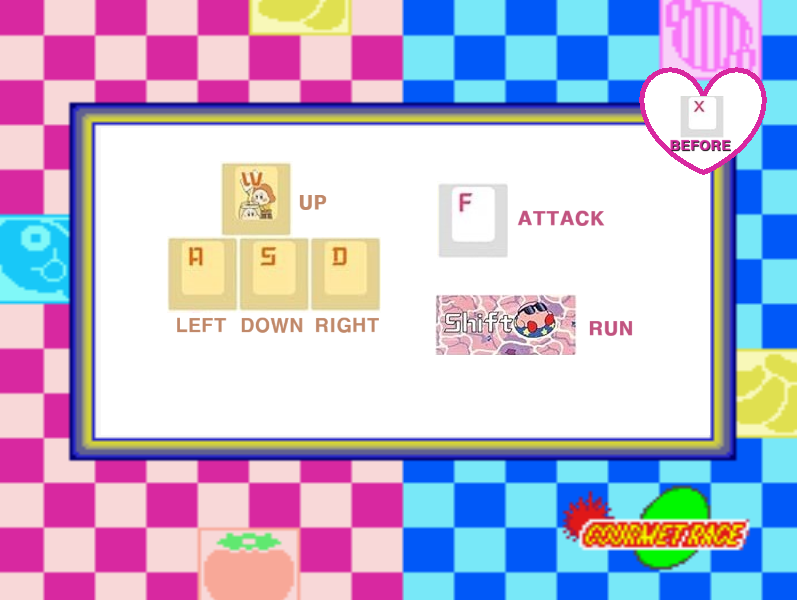 X
BEFORE
W
UP
F
ATTACK
A S D
LEFT DOWN RIGHT
Shift
RUN
GOURMET RACE